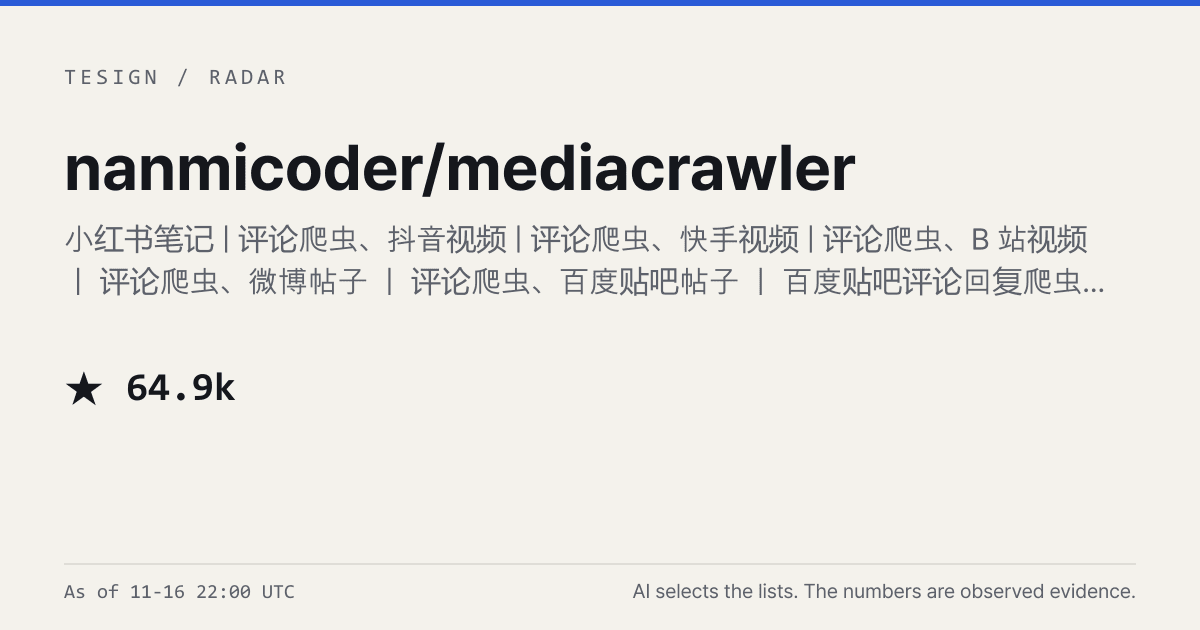 TESIGN / RADAR
nanmicoder/mediacrawler
小红书笔记 | 评论爬虫、抖音视频 | 评论爬虫、快手视频 | 评论爬虫、B 站视频
｜ 评论爬虫、微博帖子 ｜ 评论爬虫、百度贴吧帖子 ｜ 百度贴吧评论回复爬虫...
★ 64.9k
As of 11-16 22:00 UTC
AI selects the lists. The numbers are observed evidence.